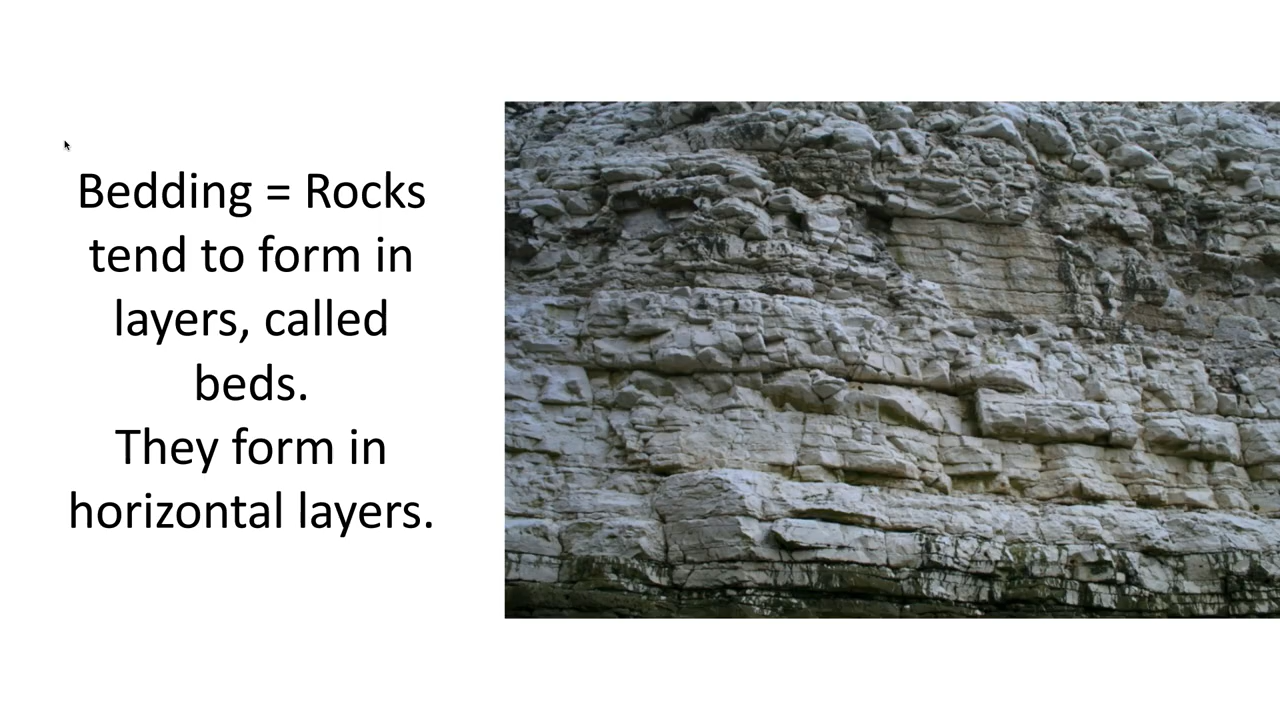 Bedding = Rocks
tend to form in
layers, called
beds.
They form in
horizontal layers.